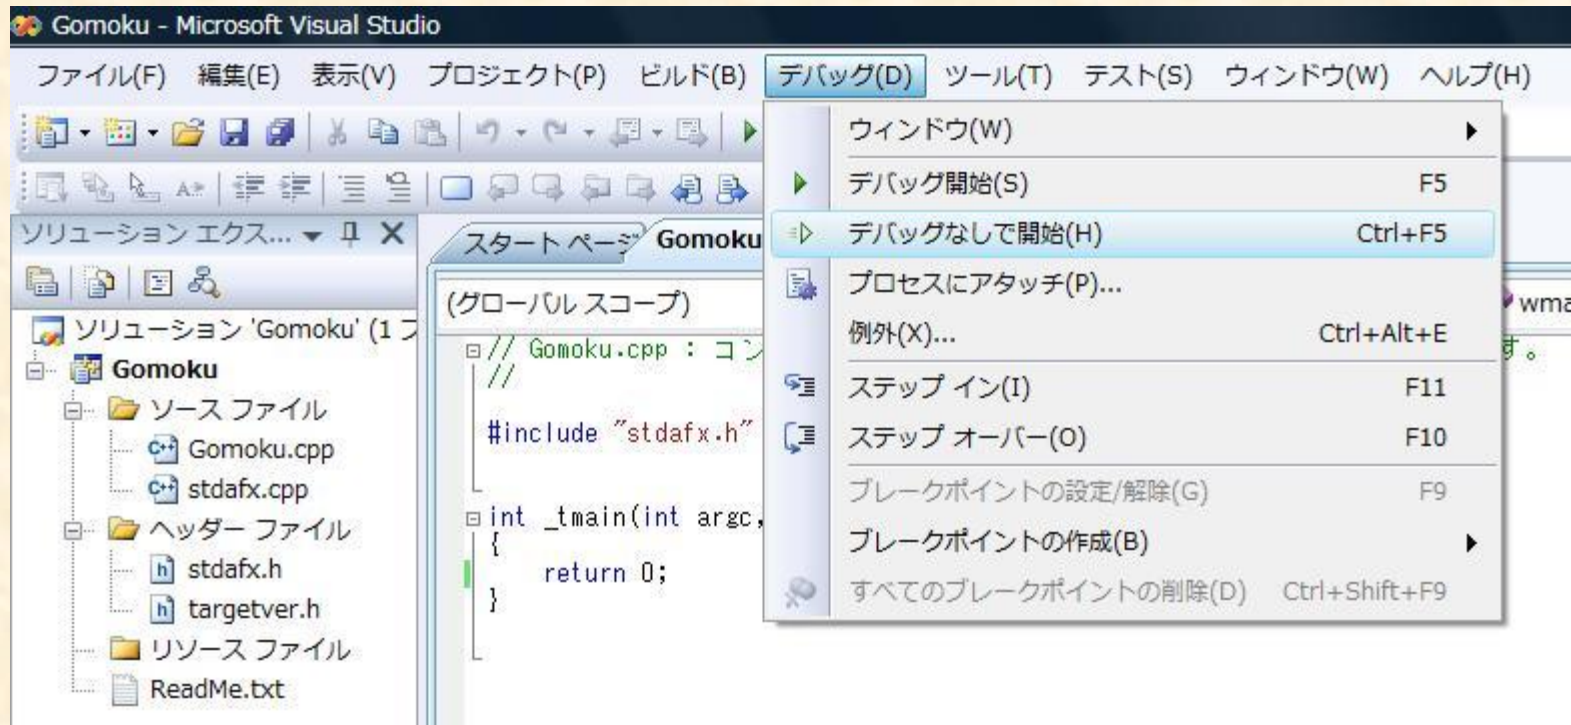 Gomoku - Microsoft Visual Studio
ファイル(F) 編集(E) 表示(V) プロジェクト(P) ビルド(B) デバッグ(D) ツール(T) テスト(S) ウィンドウ(W) ヘルプ(H)
ウィンドウ(W)
デバッグ開始(S) F5
デバッグなしで開始(H) Ctrl+F5
プロセスにアタッチ(P)...
例外(X)... Ctrl+Alt+E
ステップ イン(I) F11
ステップ オーバー(O) F10
ブレークポイントの設定/解除(G) F9
ブレークポイントの作成(B)
すべてのブレークポイントの削除(D) Ctrl+Shift+F9
ソリューション エクス...
ソリューション 'Gomoku' (1
Gomoku
ソース ファイル
Gomoku.cpp
stdafx.cpp
ヘッダー ファイル
stdafx.h
targetver.h
リソース ファイル
ReadMe.txt
スタート ページ Gomoku
(グローバル スコープ) wma
// Gomoku.cpp : コン す。
//
#include "stdafx.h"
int _tmain(int argc,
{
return 0;
}